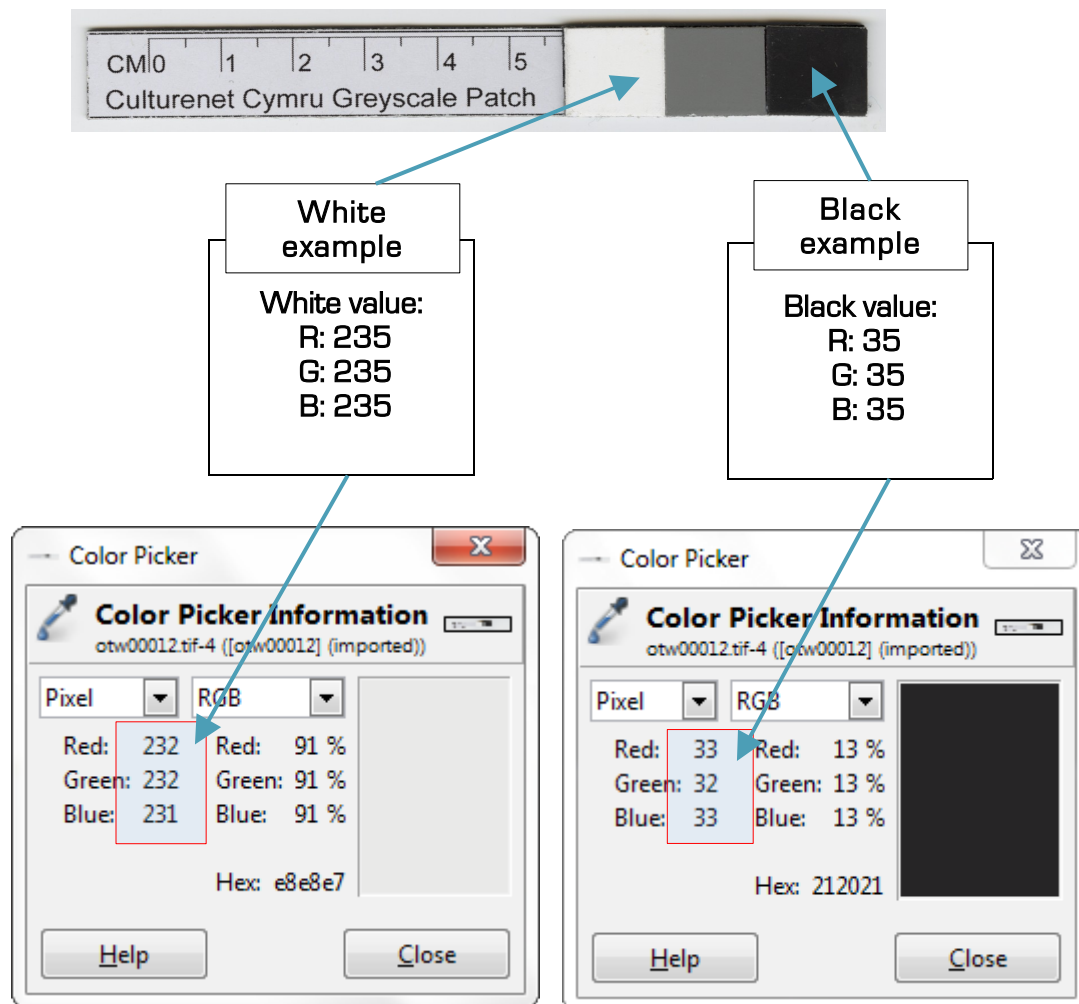 CM 0 1 2 3 4 5
Culturenet Cymru Greyscale Patch
White
example
White value:
R: 235
G: 235
B: 235
Black
example
Black value:
R: 35
G: 35
B: 35
Color Picker
Color Picker Information
otw00012.tif-4 ([otw00012] (imported))
Pixel RGB
Red: 232 Red: 91 %
Green: 232 Green: 91 %
Blue: 231 Blue: 91 %
Hex: e8e8e7
Help Close
Color Picker
Color Picker Information
otw00012.tif-4 ([otw00012] (imported))
Pixel RGB
Red: 33 Red: 13 %
Green: 32 Green: 13 %
Blue: 33 Blue: 13 %
Hex: 212021
Help Close